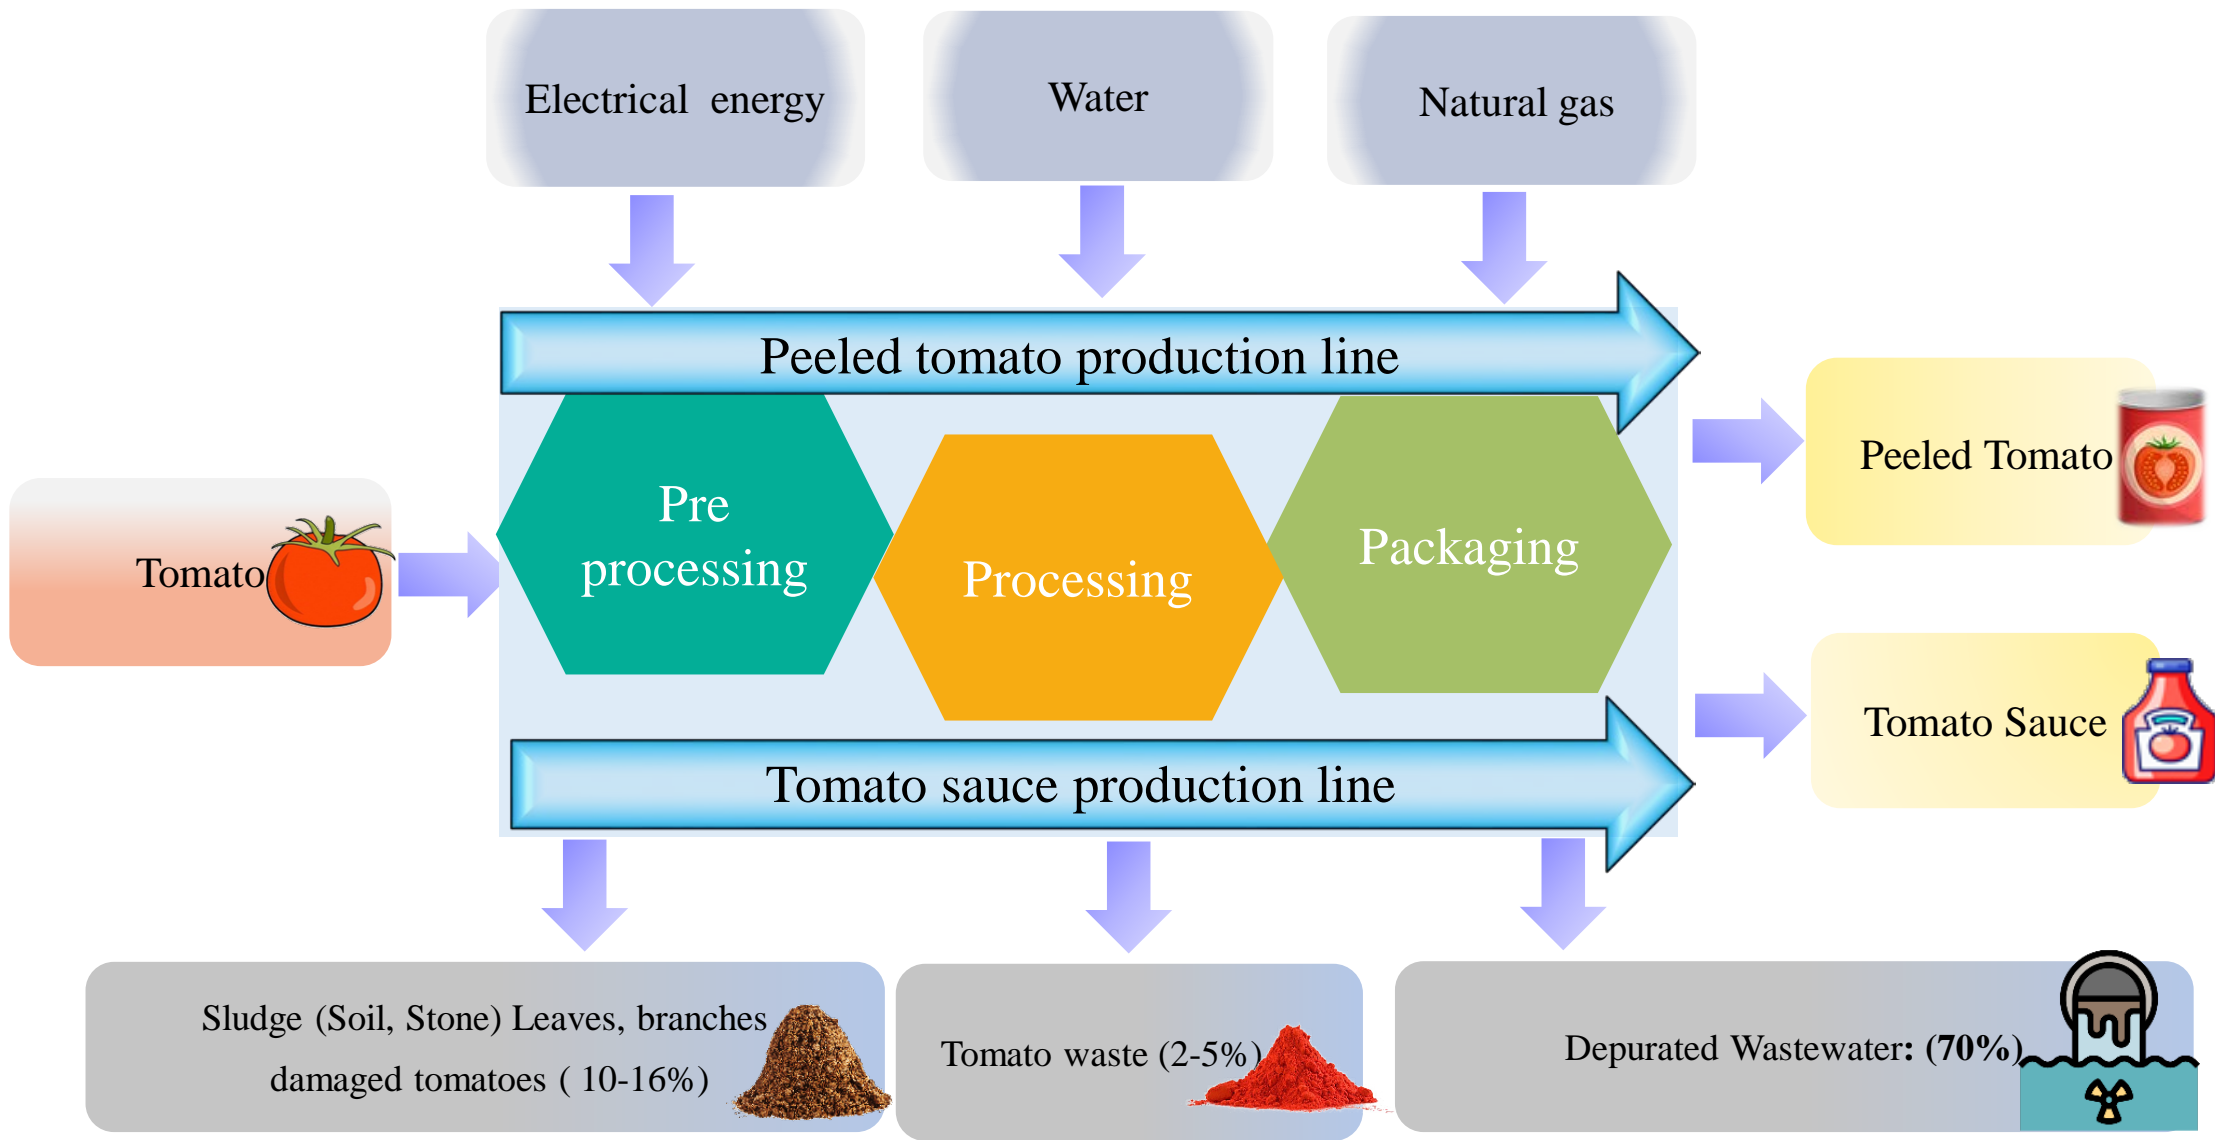 Electrical energy
Water
Natural gas
Peeled tomato production line
Peeled Tomato
Pre
processing
Processing
Packaging
Tomato
Tomato Sauce
Tomato sauce production line
Sludge (Soil, Stone) Leaves, branches
damaged tomatoes ( 10-16%)
Tomato waste (2-5%)
Depurated Wastewater: (70%)